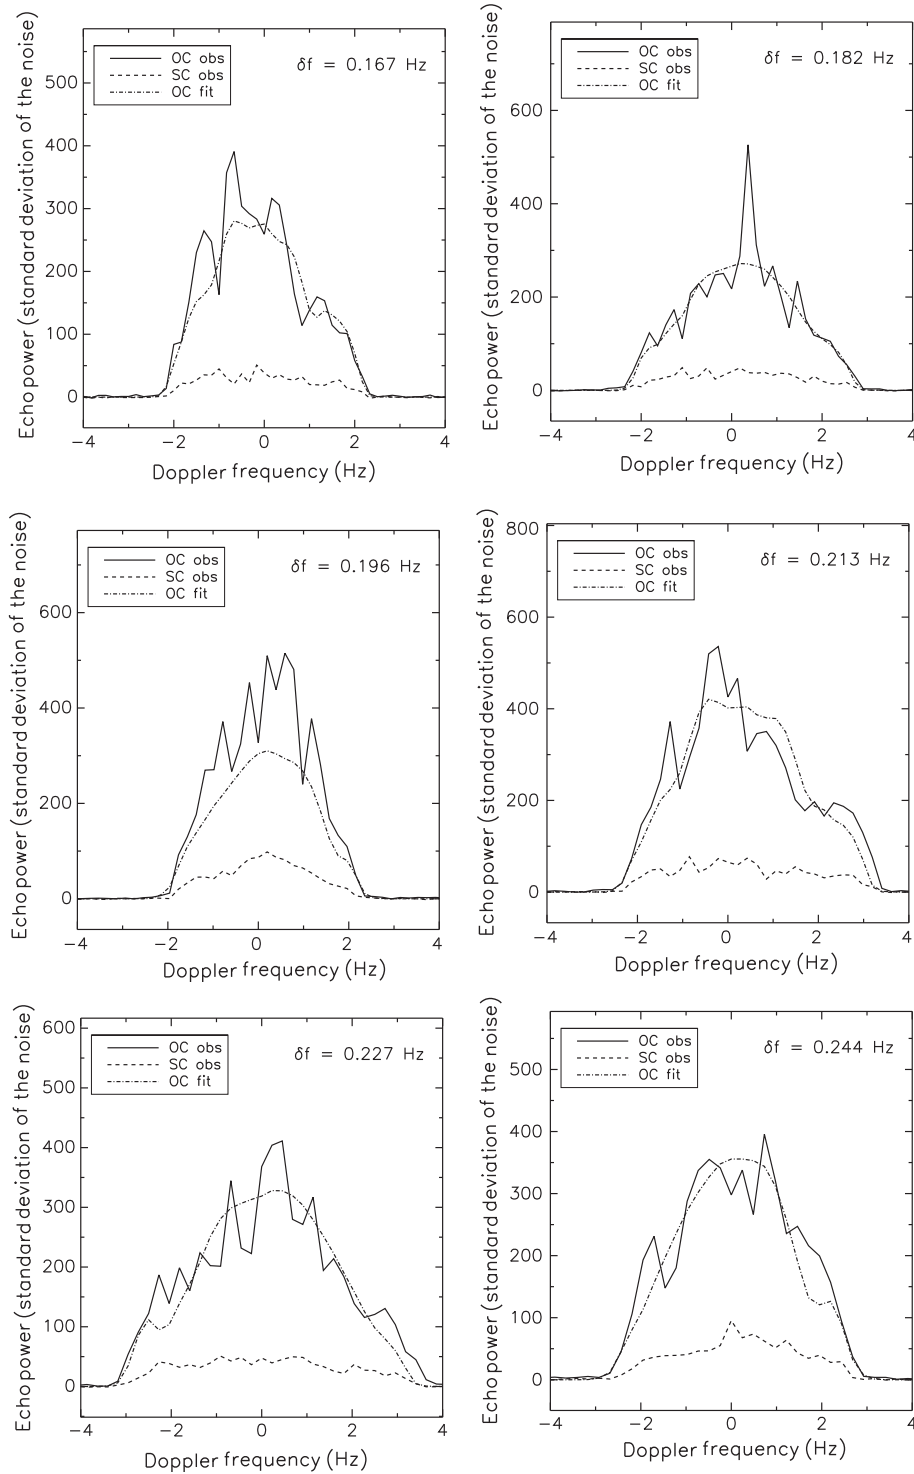 Echo power (standard deviation of the noise)
OC obs
SC obs
OC fit
δf = 0.167 Hz
500
400
300
200
100
0
−4 −2 0 2 4
Doppler frequency (Hz)
Echo power (standard deviation of the noise)
OC obs
SC obs
OC fit
δf = 0.182 Hz
600
400
200
0
−4 −2 0 2 4
Doppler frequency (Hz)
Echo power (standard deviation of the noise)
OC obs
SC obs
OC fit
δf = 0.196 Hz
600
400
200
0
−4 −2 0 2 4
Doppler frequency (Hz)
Echo power (standard deviation of the noise)
800
OC obs
SC obs
OC fit
δf = 0.213 Hz
600
400
200
0
−4 −2 0 2 4
Doppler frequency (Hz)
Echo power (standard deviation of the noise)
600
OC obs
SC obs
OC fit
δf = 0.227 Hz
500
400
300
200
100
0
−4 −2 0 2 4
Doppler frequency (Hz)
Echo power (standard deviation of the noise)
OC obs
SC obs
OC fit
δf = 0.244 Hz
500
400
300
200
100
0
−4 −2 0 2 4
Doppler frequency (Hz)